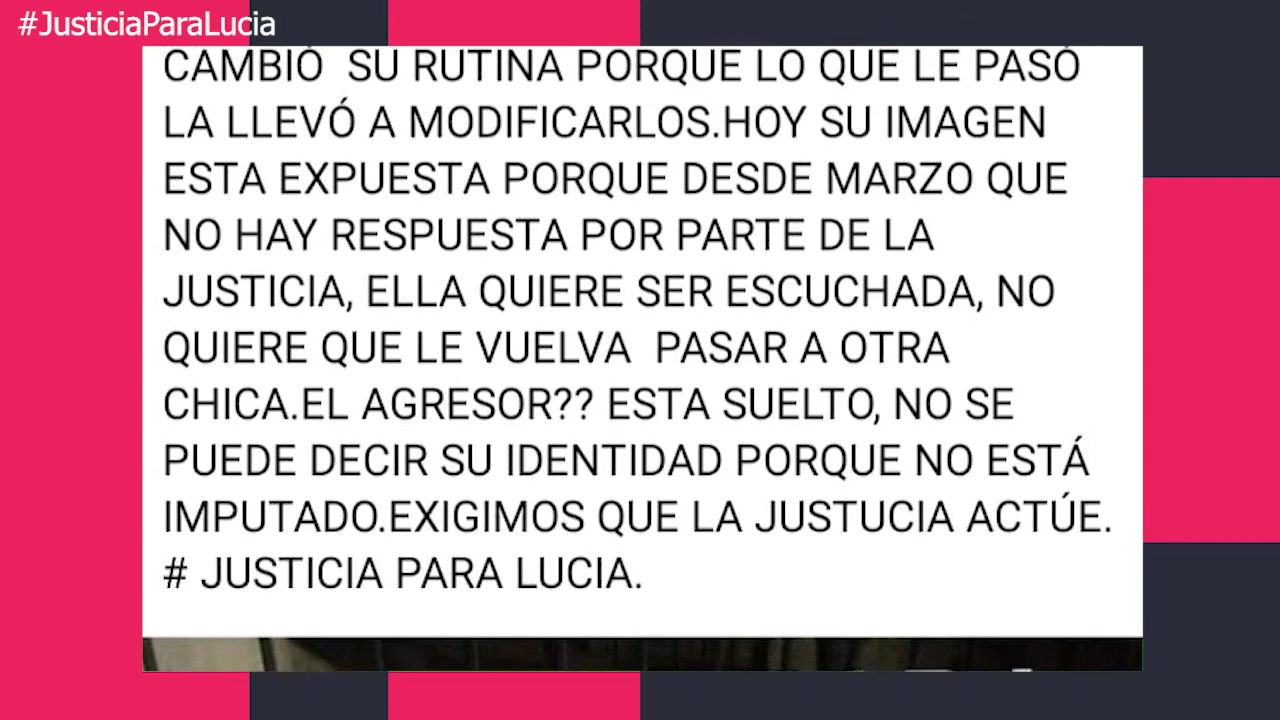 #JusticiaParaLucia
CAMBIÓ SU RUTINA PORQUE LO QUE LE PASÓ
LA LLEVÓ A MODIFICARLOS.HOY SU IMAGEN
ESTA EXPUESTA PORQUE DESDE MARZO QUE
NO HAY RESPUESTA POR PARTE DE LA
JUSTICIA, ELLA QUIERE SER ESCUCHADA, NO
QUIERE QUE LE VUELVA PASAR A OTRA
CHICA.EL AGRESOR?? ESTA SUELTO, NO SE
PUEDE DECIR SU IDENTIDAD PORQUE NO ESTÁ
IMPUTADO.EXIGIMOS QUE LA JUSTUCIA ACTÚE.
# JUSTICIA PARA LUCIA.